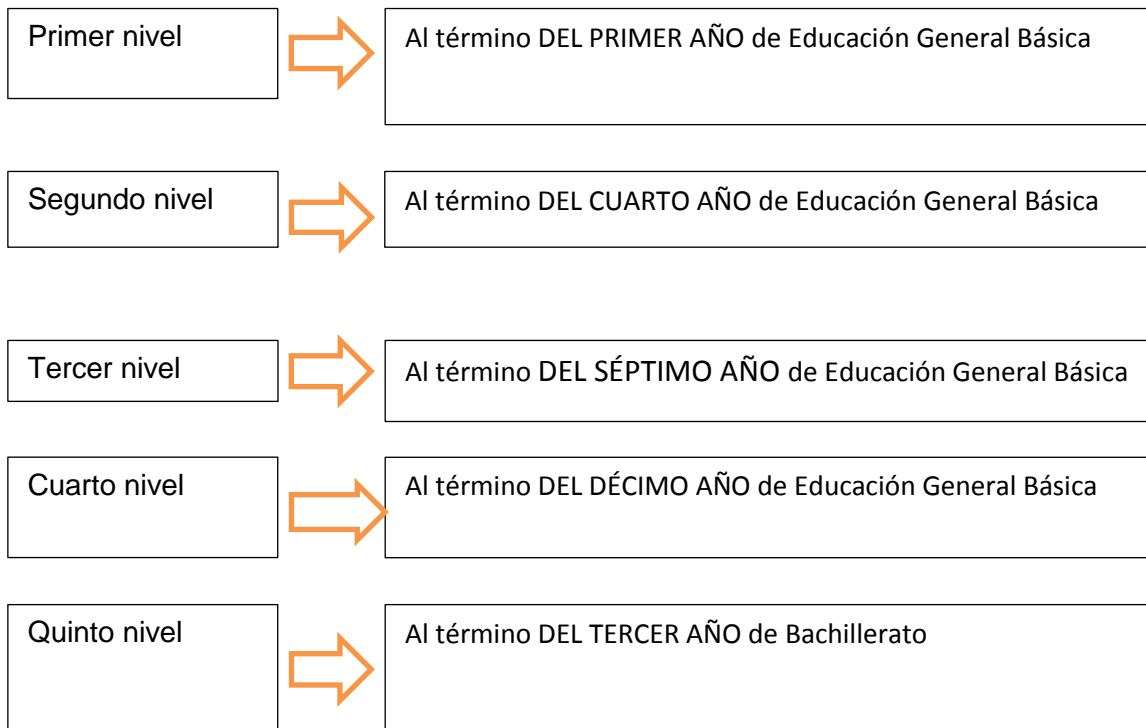 Primer nivel
Al término DEL PRIMER AÑO de Educación General Básica
Segundo nivel
Al término DEL CUARTO AÑO de Educación General Básica
Tercer nivel
Al término DEL SÉPTIMO AÑO de Educación General Básica
Cuarto nivel
Al término DEL DÉCIMO AÑO de Educación General Básica
Quinto nivel
Al término DEL TERCER AÑO de Bachillerato